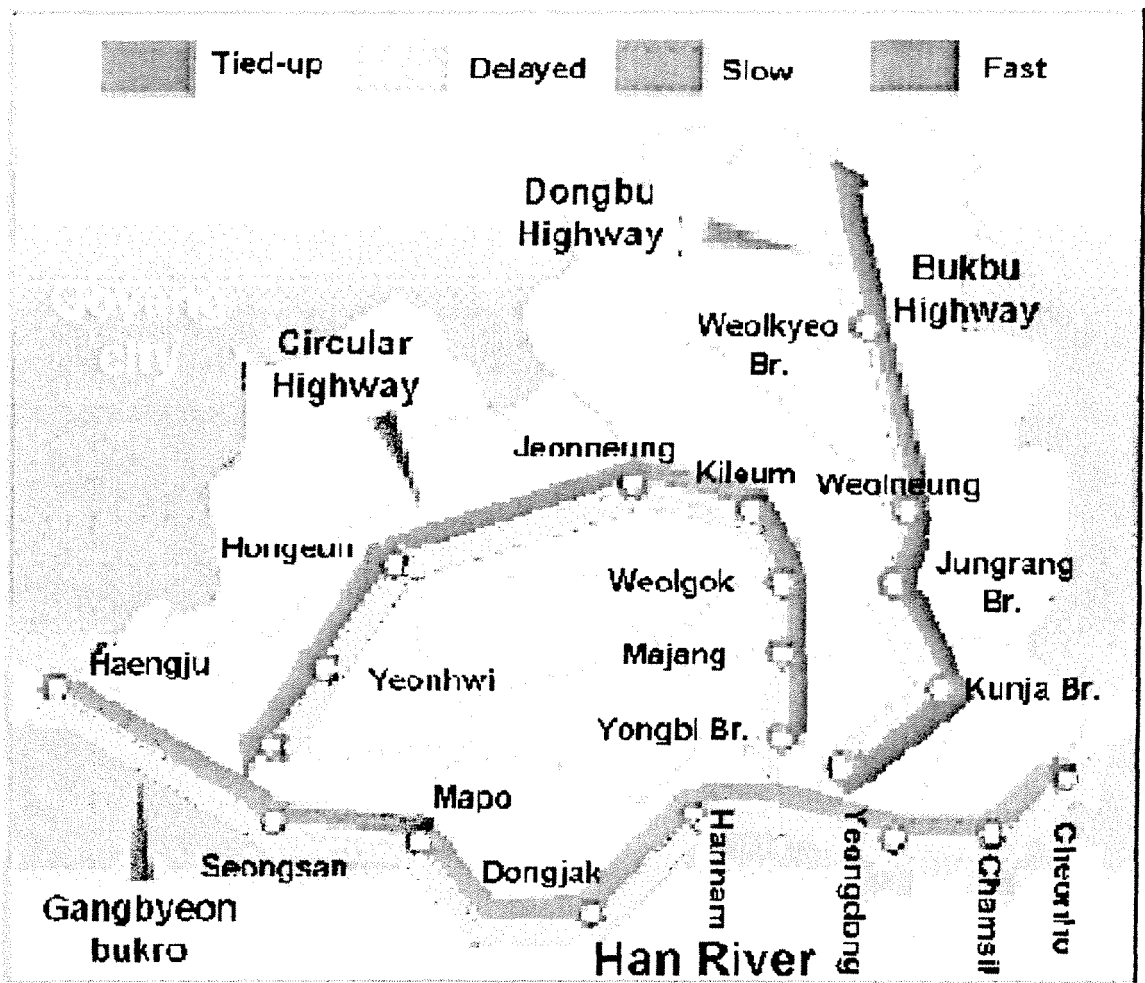 Tied-up
Delayed
Slow
Fast
Dongbu
Highway
Bukbu
Highway
Weolkyeo
Br.
city
Circular
Highway
Jeonneung
Kileum
Weolneung
Hongeun
Weolgok
Jungrang
Br.
Haengju
Yeonhwi
Majang
Kunja Br.
Yongbi Br.
Mapo
Seongsan
Dongjak
Hannam
Yeongdong
Chamsil
Cheonho
Gangbyeon
bukro
Han River